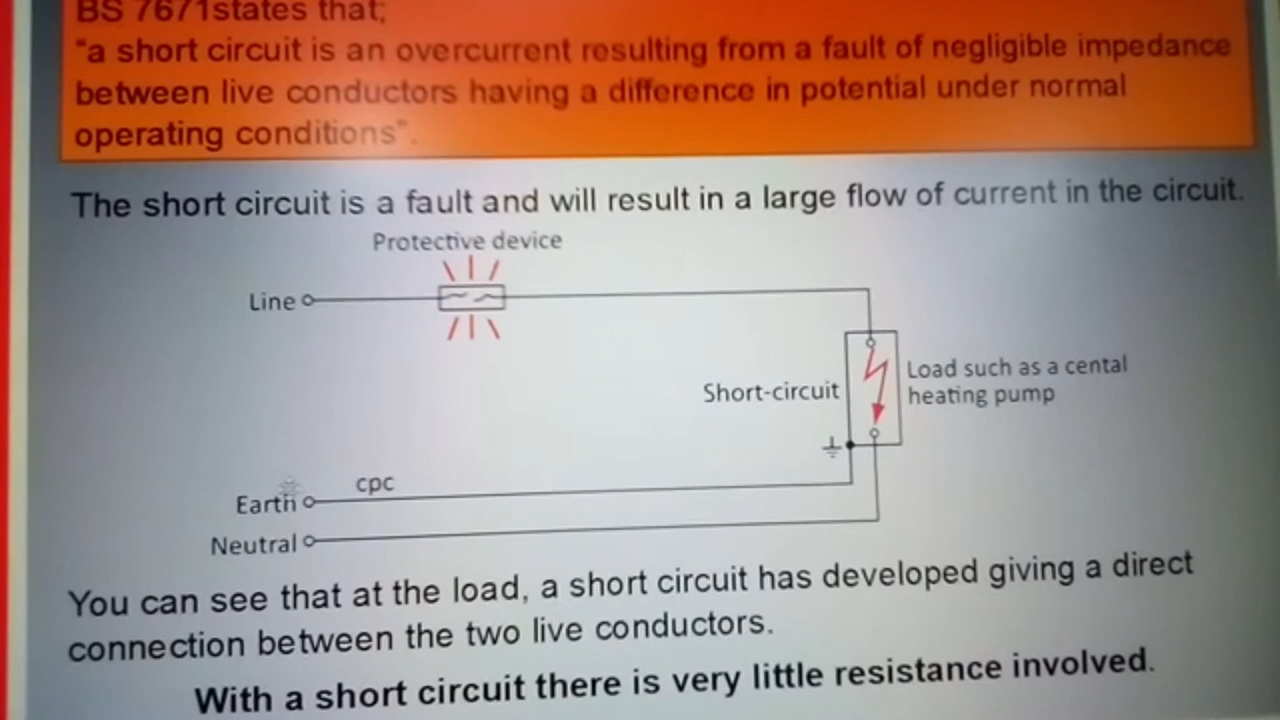 BS 7671states that;
"a short circuit is an overcurrent resulting from a fault of negligible impedance
between live conductors having a difference in potential under normal
operating conditions".
The short circuit is a fault and will result in a large flow of current in the circuit.
Protective device
Line
Load such as a cental
heating pump
Short-circuit
cpc
Earth
Neutral
You can see that at the load, a short circuit has developed giving a direct
connection between the two live conductors.
With a short circuit there is very little resistance involved.